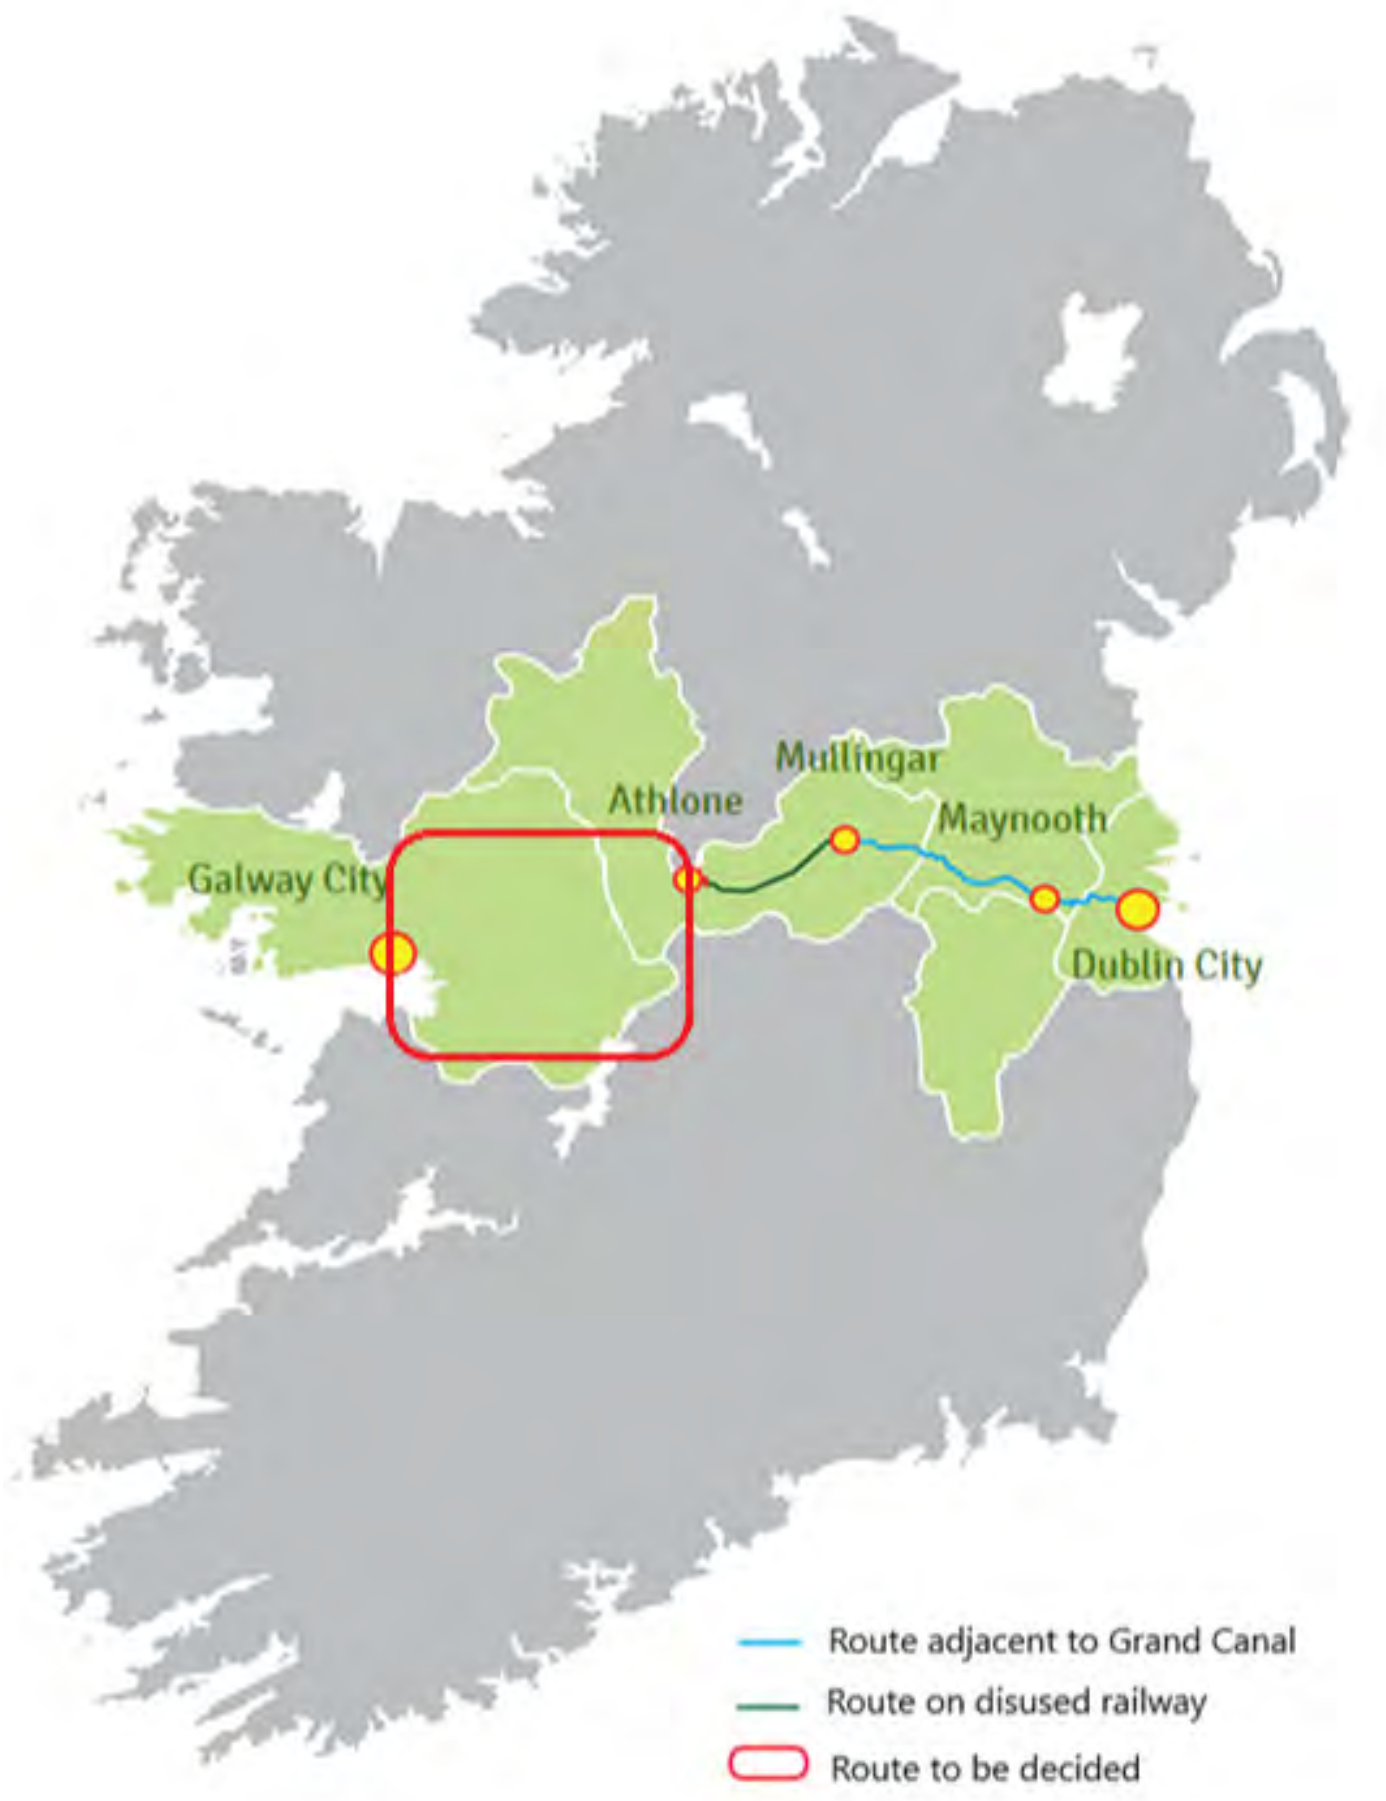 Mullingar
Athlone
Maynooth
Galway City
Dublin City
Route adjacent to Grand Canal
Route on disused railway
Route to be decided